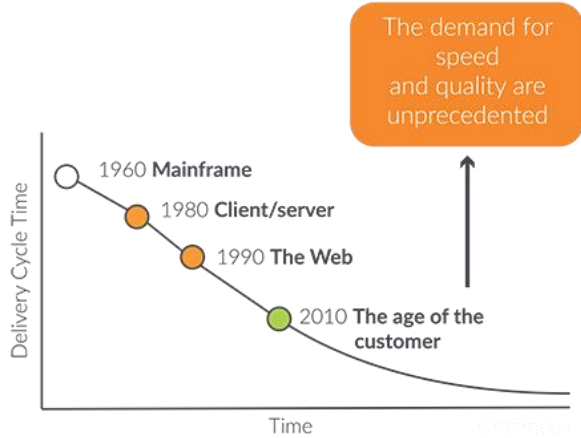 The demand for
speed
and quality are
unprecedented
1960 Mainframe
1980 Client/server
1990 The Web
2010 The age of the
customer
Delivery Cycle Time
Time